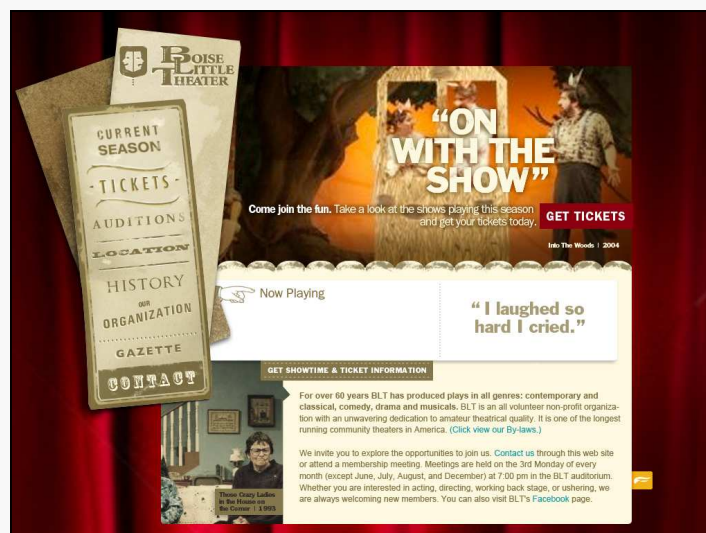 BOISE
LITTLE
THEATER
CURRENT
SEASON
TICKETS
AUDITIONS
LOCATION
HISTORY
OUR
ORGANIZATION
GAZETTE
CONTACT
“ON
WITH THE
SHOW”
Come join the fun. Take a look at the shows playing this season
and get your tickets today.
GET TICKETS
Into The Woods | 2004
Now Playing
“ I laughed so
hard I cried.”
GET SHOWTIME & TICKET INFORMATION
For over 60 years BLT has produced plays in all genres: contemporary and
classical, comedy, drama and musicals. BLT is an all volunteer non-profit organiza-
tion with an unwavering dedication to amateur theatrical quality. It is one of the longest
running community theaters in America. (Click view our By-laws.)
We invite you to explore the opportunities to join us. Contact us through this web site
or attend a membership meeting. Meetings are held on the 3rd Monday of every
month (except June, July, August, and December) at 7:00 pm in the BLT auditorium.
Whether you are interested in acting, directing, working back stage, or ushering, we
are always welcoming new members. You can also visit BLT's Facebook page.
Those Crazy Ladies
in the House on
the Corner | 1993